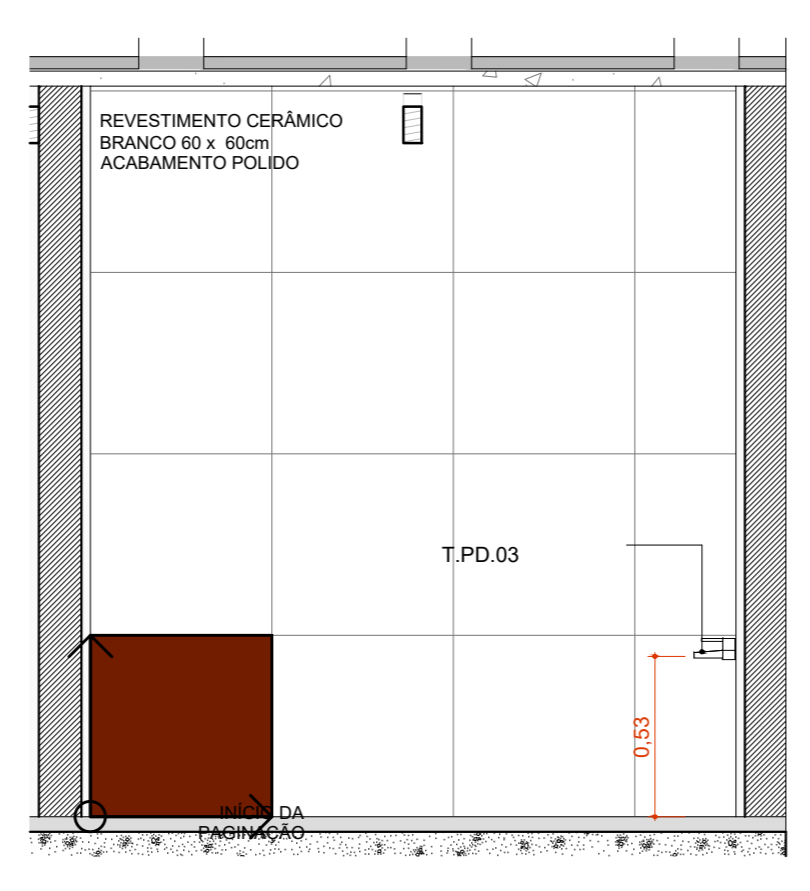 REVESTIMENTO CERÂMICO
BRANCO 60 x 60cm
ACABAMENTO POLIDO
T.PD.03
0,53
INÍCIO DA
PAGINAÇÃO